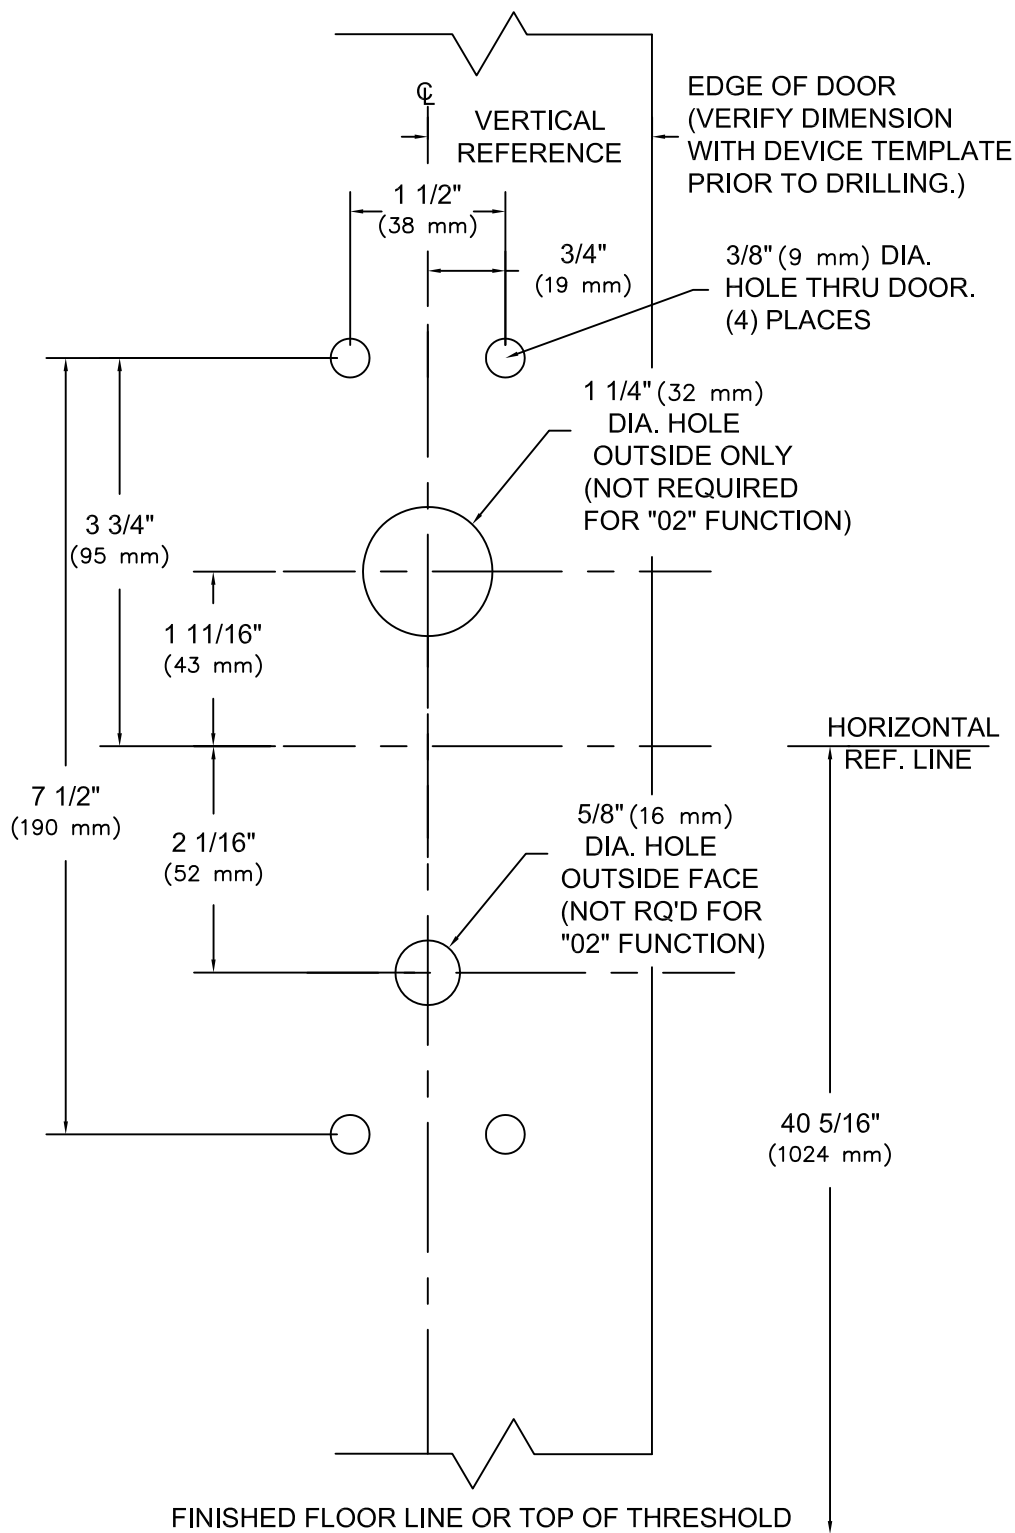 ℄
VERTICAL
REFERENCE
EDGE OF DOOR
(VERIFY DIMENSION
WITH DEVICE TEMPLATE
PRIOR TO DRILLING.)
1 1/2"
(38 mm)
3/4"
(19 mm)
3/8" (9 mm) DIA.
HOLE THRU DOOR.
(4) PLACES
1 1/4" (32 mm)
DIA. HOLE
OUTSIDE ONLY
(NOT REQUIRED
FOR "02" FUNCTION)
3 3/4"
(95 mm)
1 11/16"
(43 mm)
HORIZONTAL
REF. LINE
7 1/2"
(190 mm)
2 1/16"
(52 mm)
5/8" (16 mm)
DIA. HOLE
OUTSIDE FACE
(NOT RQ'D FOR
"02" FUNCTION)
40 5/16"
(1024 mm)
FINISHED FLOOR LINE OR TOP OF THRESHOLD